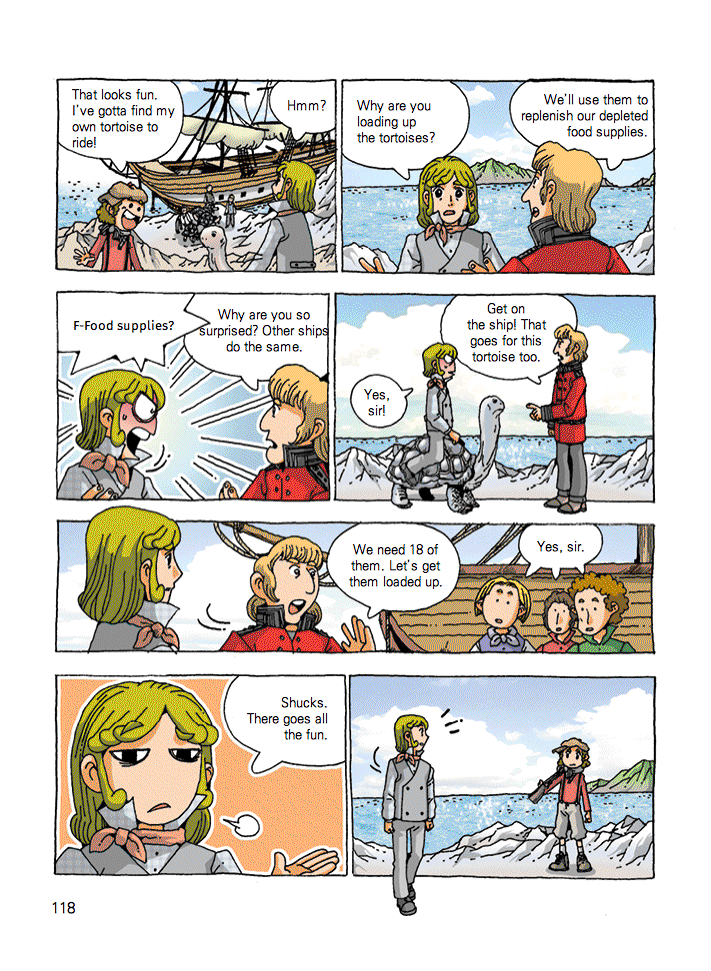 That looks fun.
I've gotta find my
own tortoise to
ride!
Hmm?
Why are you
loading up
the tortoises?
We'll use them to
replenish our depleted
food supplies.
F-Food supplies?
Why are you so
surprised? Other ships
do the same.
Get on
the ship! That
goes for this
tortoise too.
Yes,
sir!
We need 18 of
them. Let's get
them loaded up.
Yes, sir.
Shucks.
There goes all
the fun.
118